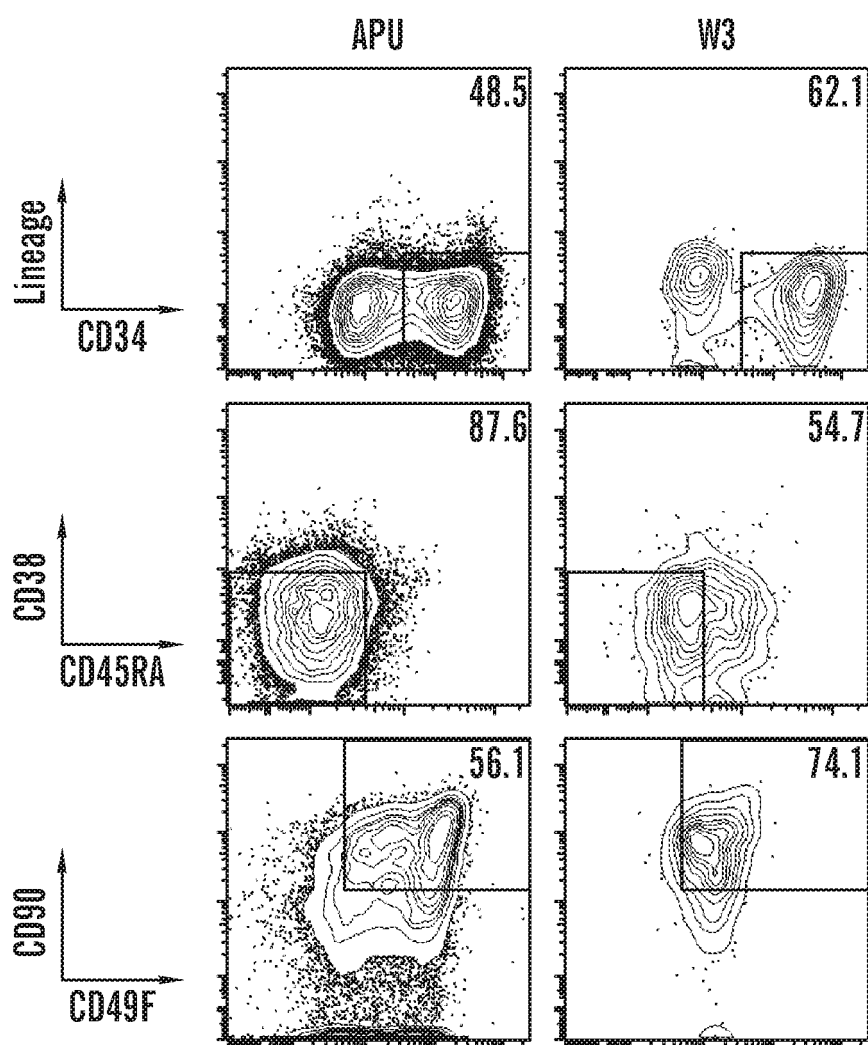 APU
W3
Lineage
CD34
48.5
62.1
CD38
CD45RA
87.6
54.7
CD90
CD49F
56.1
74.1